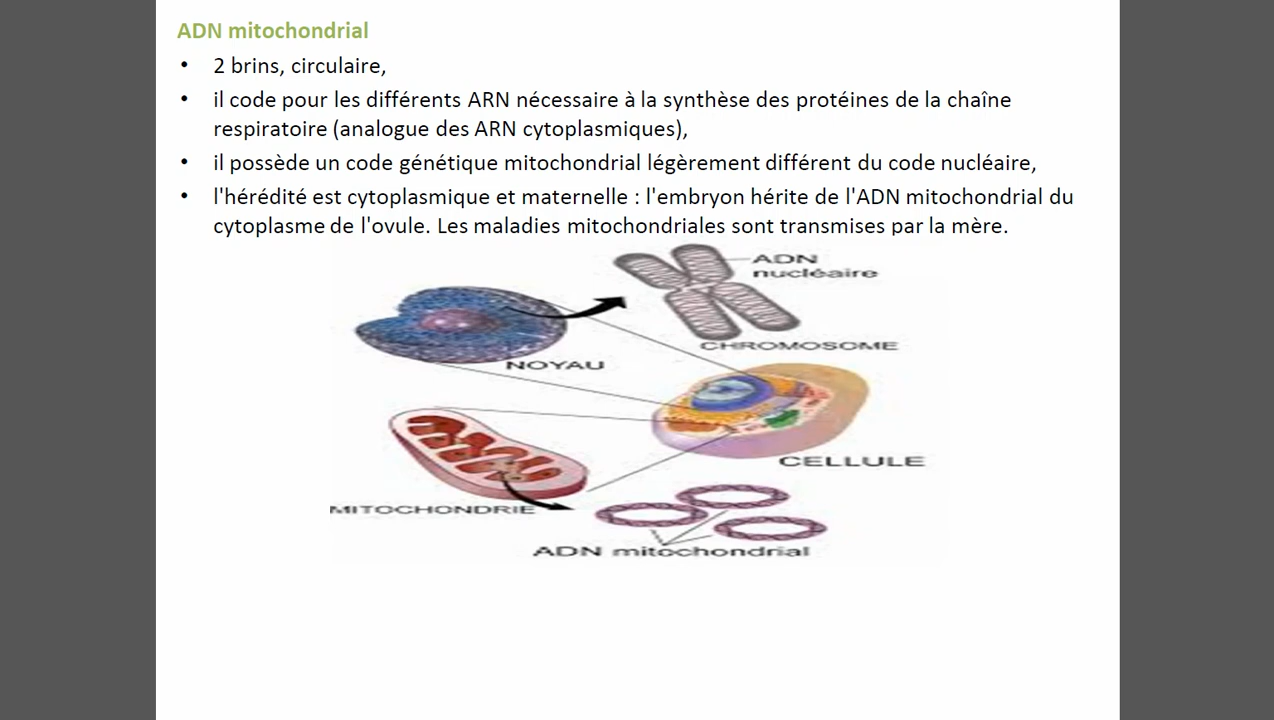 ADN mitochondrial
• 2 brins, circulaire,
• il code pour les différents ARN nécessaire à la synthèse des protéines de la chaîne
respiratoire (analogue des ARN cytoplasmiques),
• il possède un code génétique mitochondrial légèrement différent du code nucléaire,
• l'hérédité est cytoplasmique et maternelle : l'embryon hérite de l'ADN mitochondrial du
cytoplasme de l'ovule. Les maladies mitochondriales sont transmises par la mère.
ADN
nucléaire
CHROMOSOME
NOYAU
CELLULE
MITOCHONDRIE
ADN mitochondrial